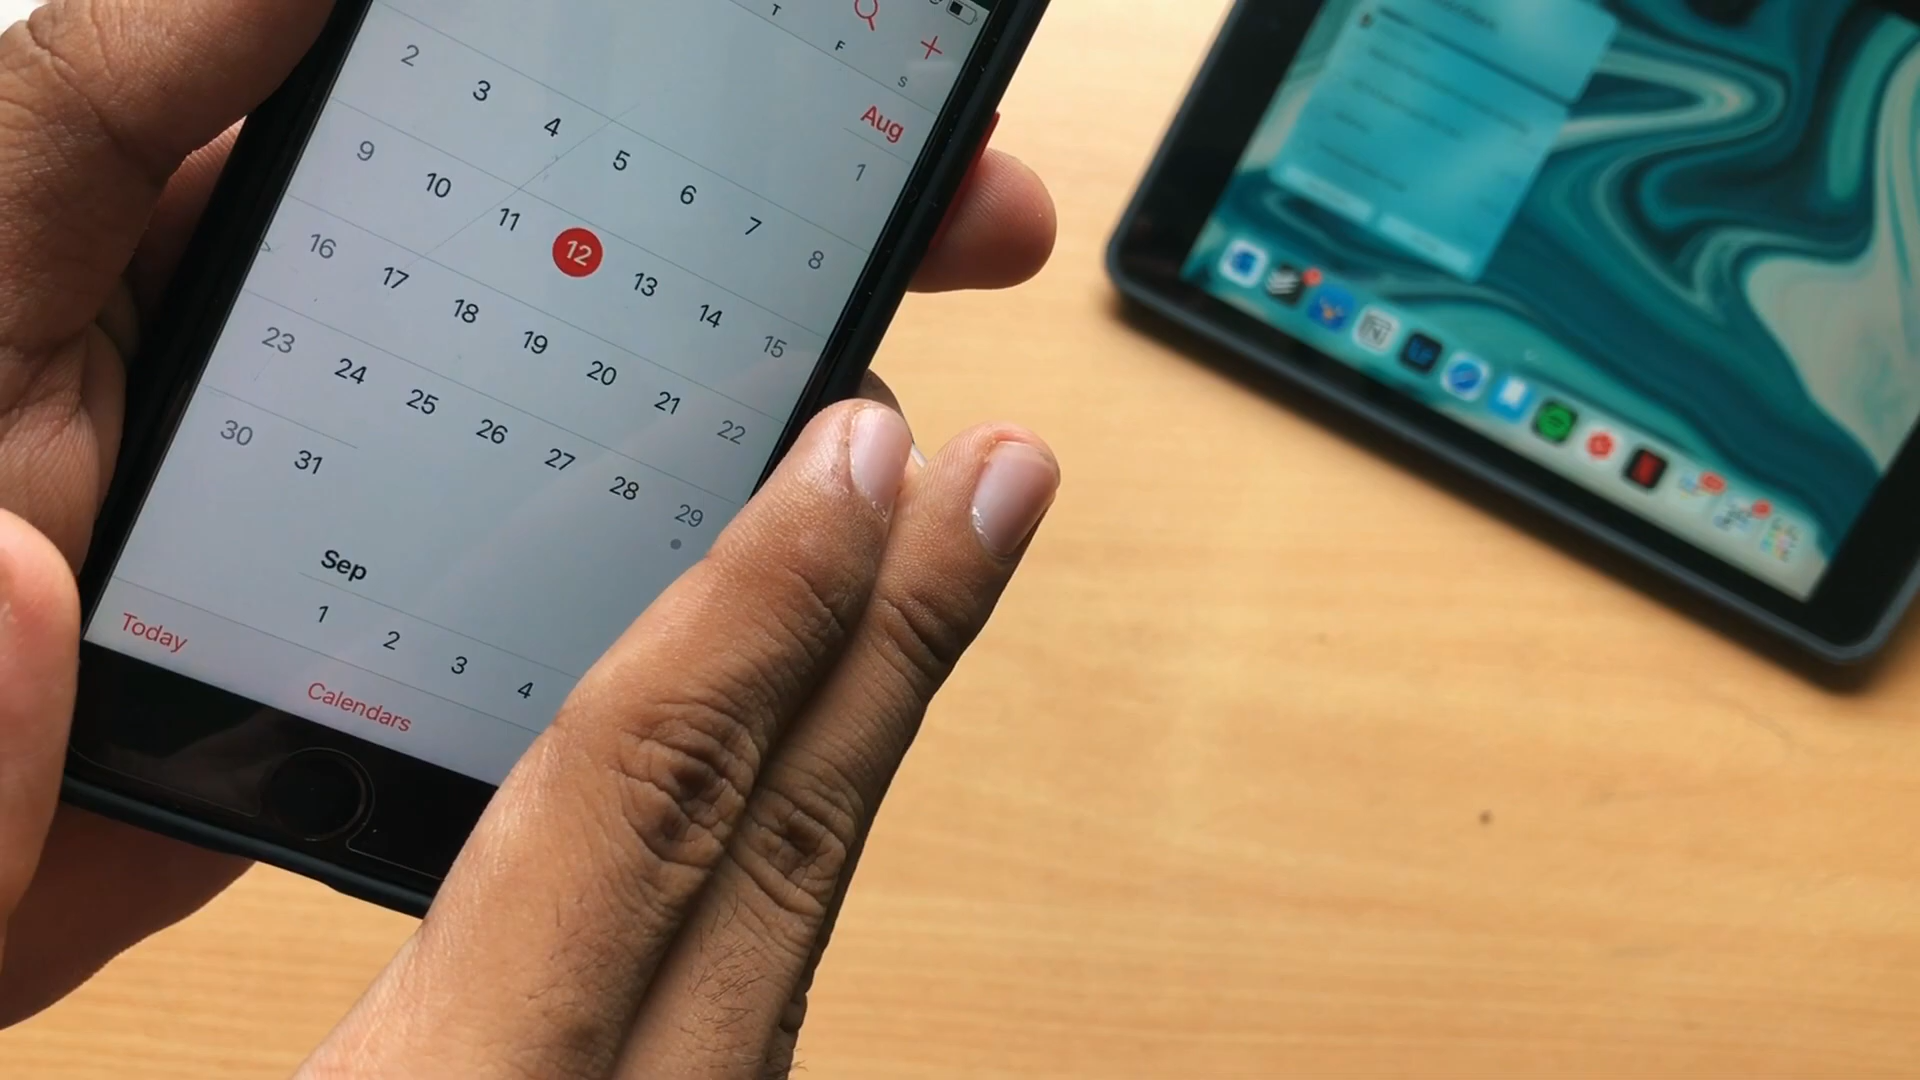 T F S
Aug
1
2 3 4 5 6 7 8
9 10 11 12 13 14 15
16 17 18 19 20 21 22
23 24 25 26 27 28 29
30 31
Sep
1 2 3 4
Today Calendars